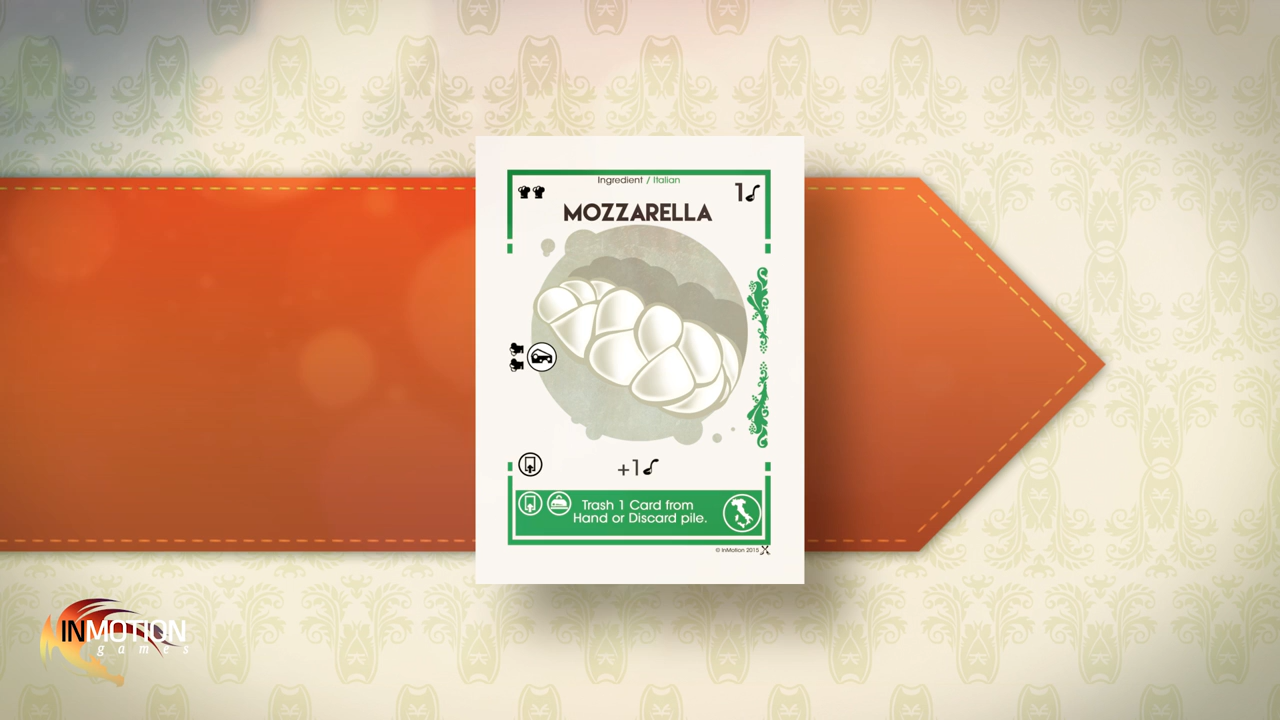 Ingredient / Italian
1
MOZZARELLA
+1
Trash 1 Card from
Hand or Discard pile.
© InMotion 2015
INMOTION
games